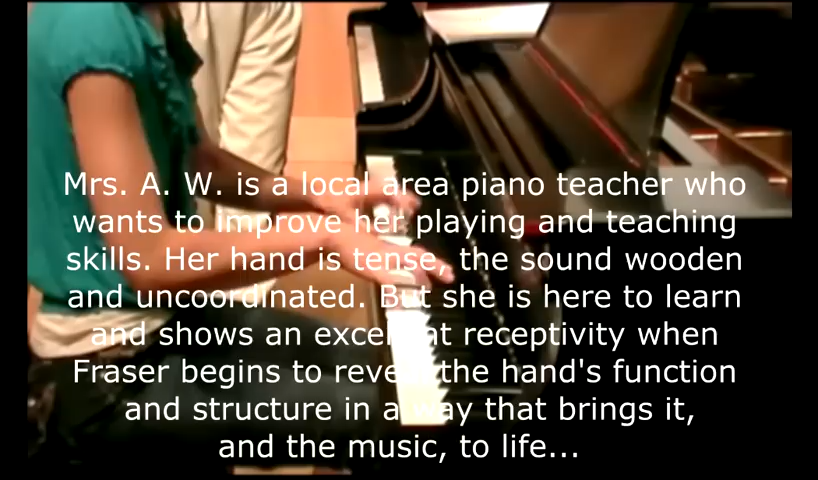 Mrs. A. W. is a local area piano teacher who
wants to improve her playing and teaching
skills. Her hand is tense, the sound wooden
and uncoordinated. But she is here to learn
and shows an excellent receptivity when
Fraser begins to reveal the hand's function
and structure in a way that brings it,
and the music, to life...